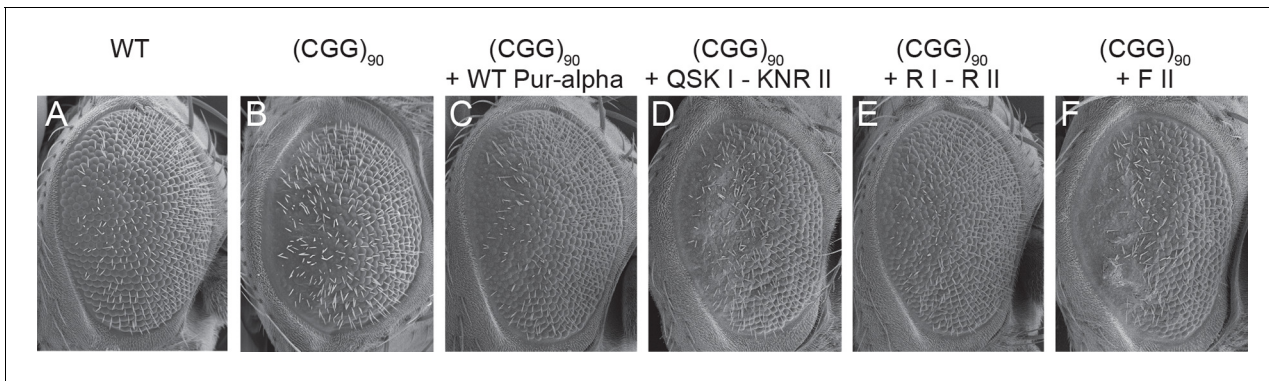 WT
(CGG)90
(CGG)90
+ WT Pur-alpha
(CGG)90
+ QSK I - KNR II
(CGG)90
+ R I - R II
(CGG)90
+ F II
A
B
C
D
E
F